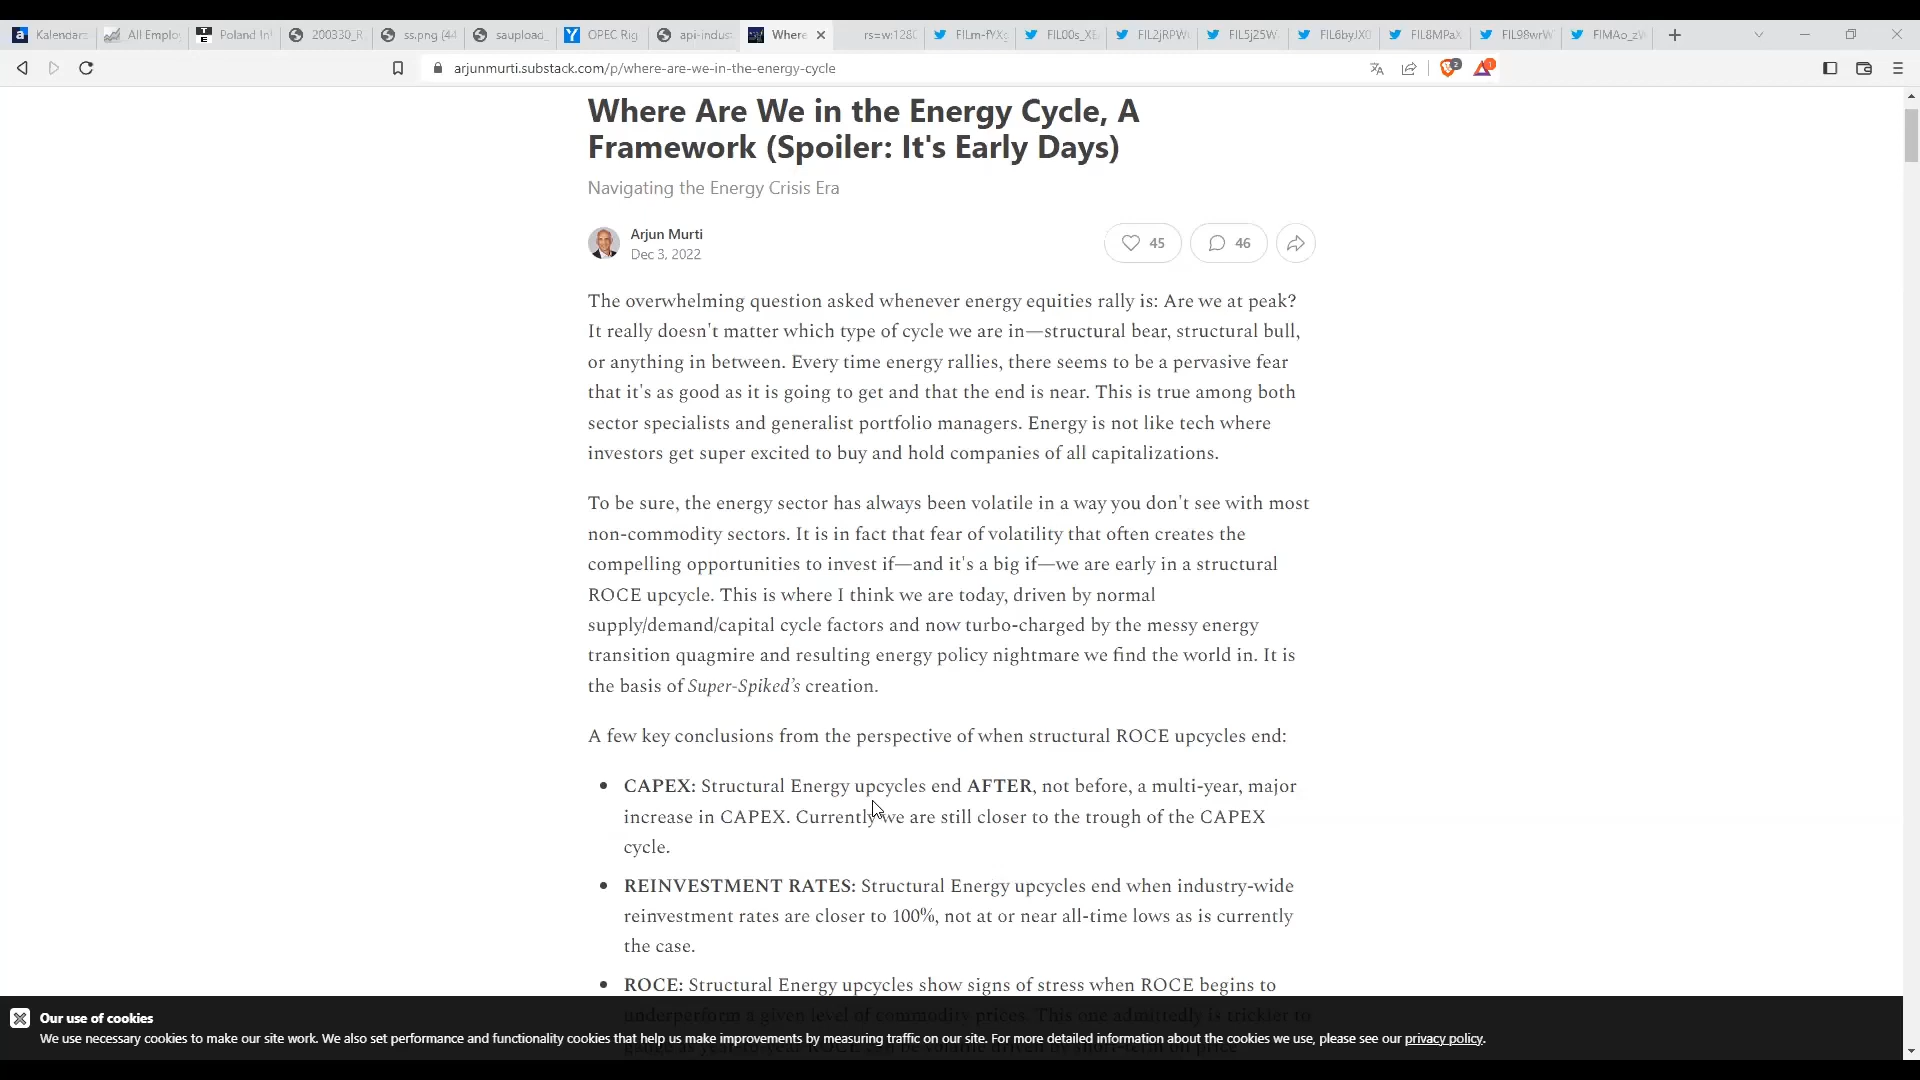 Kalendarz
All Employ
Poland In
200330_R
ss.png (44
saupload_
OPEC Rig
api-indus
Where
rs=w:1280
FILm-fYXg
FIL00s_XE
FIL2jRPW
FIL5j25W
FIL6byJX0
FIL8MPaX
FIL98wrW
FIMAo_zW
arjunmurti.substack.com/p/where-are-we-in-the-energy-cycle
2
1
Where Are We in the Energy Cycle, A
Framework (Spoiler: It's Early Days)
Navigating the Energy Crisis Era
Arjun Murti
Dec 3, 2022
45
46
The overwhelming question asked whenever energy equities rally is: Are we at peak?
It really doesn't matter which type of cycle we are in—structural bear, structural bull,
or anything in between. Every time energy rallies, there seems to be a pervasive fear
that it's as good as it is going to get and that the end is near. This is true among both
sector specialists and generalist portfolio managers. Energy is not like tech where
investors get super excited to buy and hold companies of all capitalizations.
To be sure, the energy sector has always been volatile in a way you don't see with most
non-commodity sectors. It is in fact that fear of volatility that often creates the
compelling opportunities to invest if—and it's a big if—we are early in a structural
ROCE upcycle. This is where I think we are today, driven by normal
supply/demand/capital cycle factors and now turbo-charged by the messy energy
transition quagmire and resulting energy policy nightmare we find the world in. It is
the basis of Super-Spiked's creation.
A few key conclusions from the perspective of when structural ROCE upcycles end:
• CAPEX: Structural Energy upcycles end AFTER, not before, a multi-year, major
increase in CAPEX. Currently we are still closer to the trough of the CAPEX
cycle.
• REINVESTMENT RATES: Structural Energy upcycles end when industry-wide
reinvestment rates are closer to 100%, not at or near all-time lows as is currently
the case.
• ROCE: Structural Energy upcycles show signs of stress when ROCE begins to
underperform a given level of commodity prices. This one admittedly is trickier to
Our use of cookies
We use necessary cookies to make our site work. We also set performance and functionality cookies that help us make improvements by measuring traffic on our site. For more detailed information about the cookies we use, please see our privacy policy.